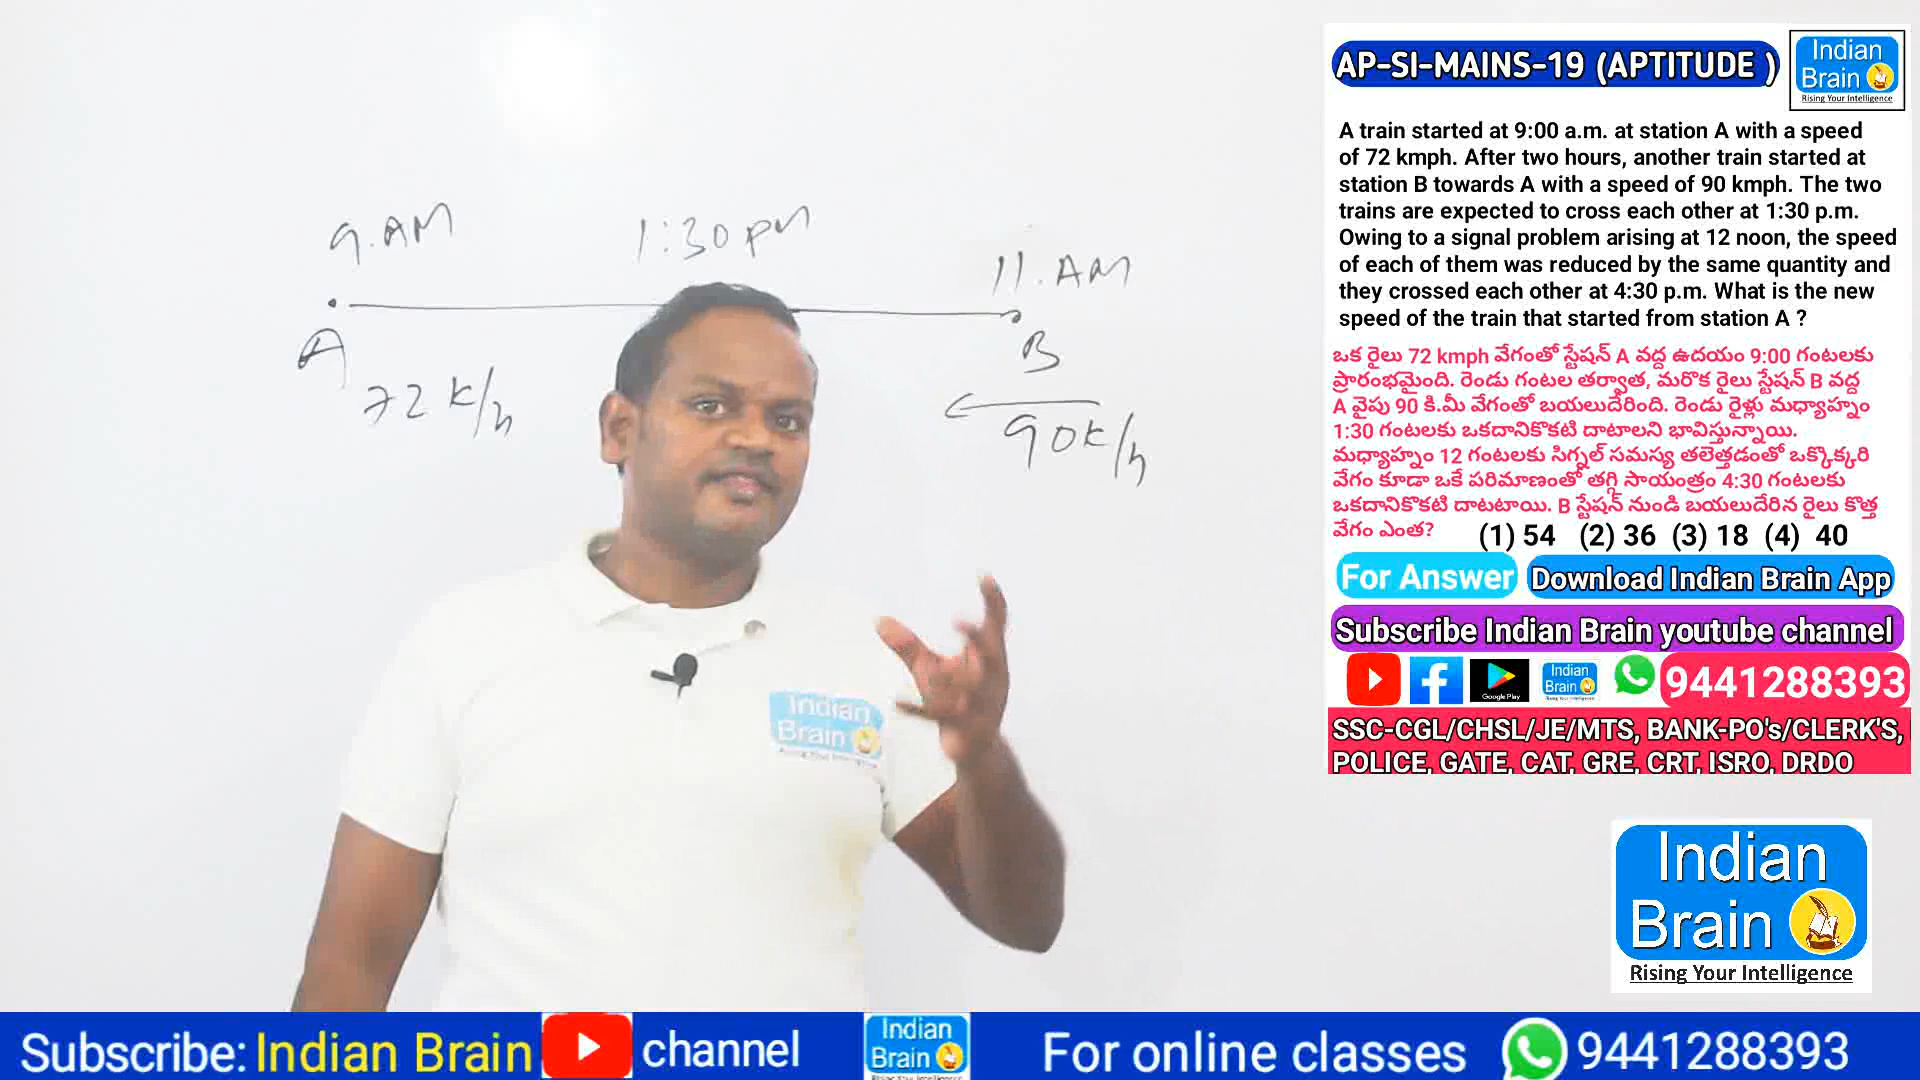 AP-SI-MAINS-19 (APTITUDE )
Indian
Brain
Rising Your Intelligence
A train started at 9:00 a.m. at station A with a speed
of 72 kmph. After two hours, another train started at
station B towards A with a speed of 90 kmph. The two
trains are expected to cross each other at 1:30 p.m.
Owing to a signal problem arising at 12 noon, the speed
of each of them was reduced by the same quantity and
they crossed each other at 4:30 p.m. What is the new
speed of the train that started from station A ?
ఒక రైలు 72 kmph వేగంతో స్టేషన్ A వద్ద ఉదయం 9:00 గంటలకు
ప్రారంభమైంది. రెండు గంటల తర్వాత, మరొక రైలు స్టేషన్ B వద్ద
A వైపు 90 కి.మీ వేగంతో బయలుదేరింది. రెండు రైళ్లు మధ్యాహ్నం
1:30 గంటలకు ఒకదానికొకటి దాటాలని భావిస్తున్నాయి.
మధ్యాహ్నం 12 గంటలకు సిగ్నల్ సమస్య తలెత్తడంతో ఒక్కొక్కరి
వేగం కూడా ఒకే పరిమాణంతో తగ్గి సాయంత్రం 4:30 గంటలకు
ఒకదానికొకటి దాటటాయి. B స్టేషన్ నుండి బయలుదేరిన రైలు కొత్త
వేగం ఎంత? (1) 54 (2) 36 (3) 18 (4) 40
For Answer Download Indian Brain App
Subscribe Indian Brain youtube channel
Google Play
Indian
Brain
9441288393
SSC-CGL/CHSL/JE/MTS, BANK-PO's/CLERK'S,
POLICE, GATE, CAT, GRE, CRT, ISRO, DRDO
9.AM 1:30 pm 11.AM
A B
72 k/h 90k/h
Indian
Brain
Indian
Brain
Rising Your Intelligence
Subscribe: Indian Brain channel Indian Brain For online classes 9441288393